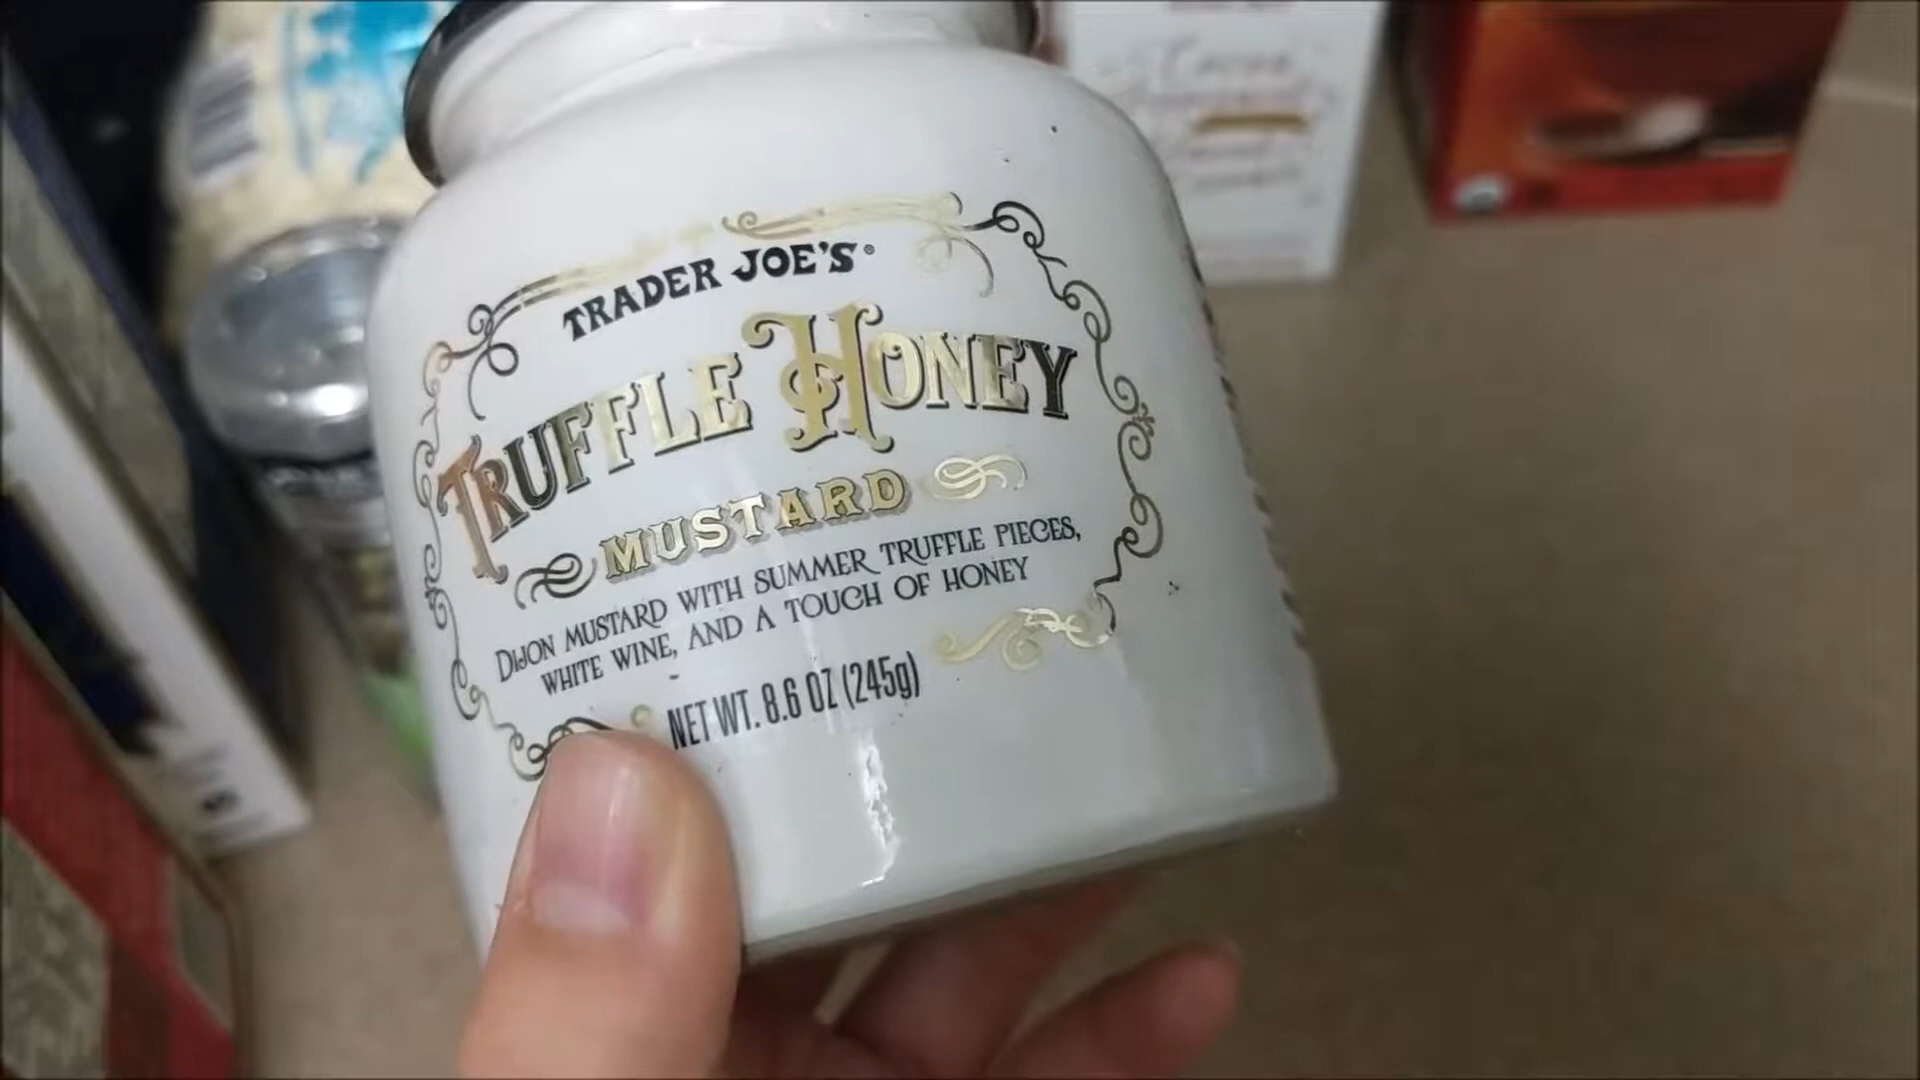 TRADER JOE'S®
TRUFFLE HONEY
MUSTARD
DIJON MUSTARD WITH SUMMER TRUFFLE PIECES,
WHITE WINE, AND A TOUCH OF HONEY
NET WT. 8.6 OZ (245g)